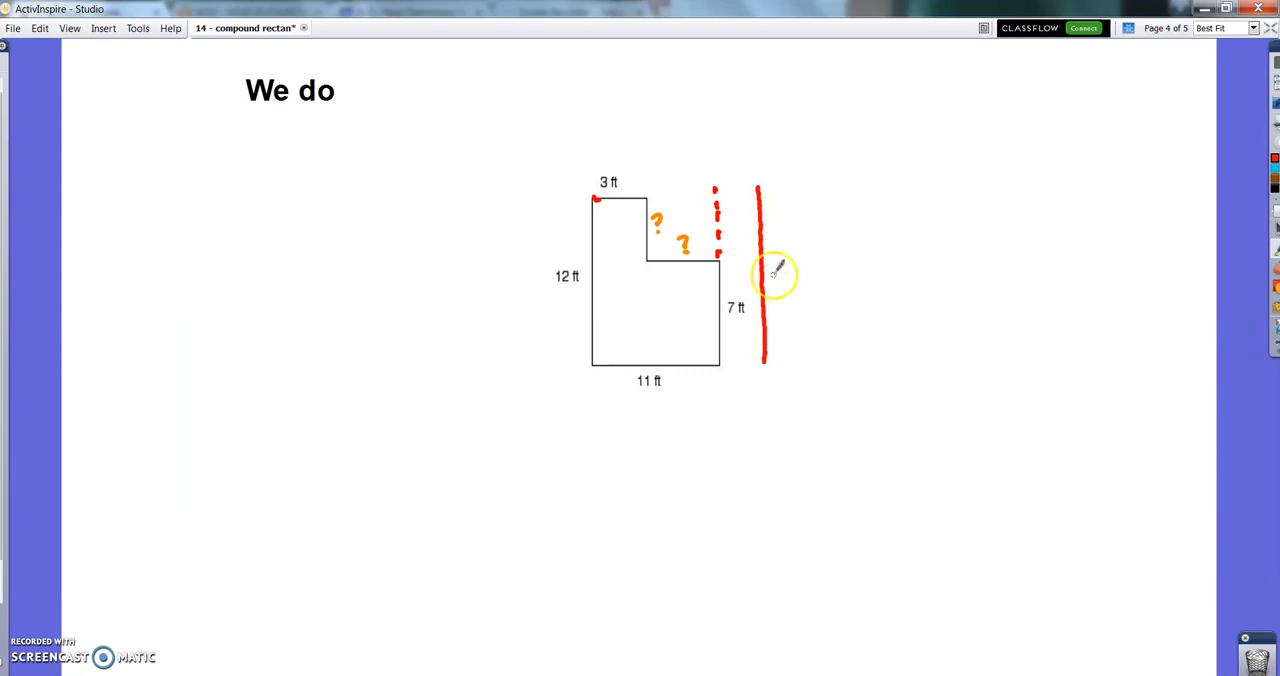 ActivInspire - Studio
File Edit View Insert Tools Help 14 - compound rectan* CLASSFLOW Connect Page 4 of 5 Best Fit
We do
3 ft
?
?
12 ft
7 ft
11 ft
RECORDED WITH
SCREENCAST MATIC